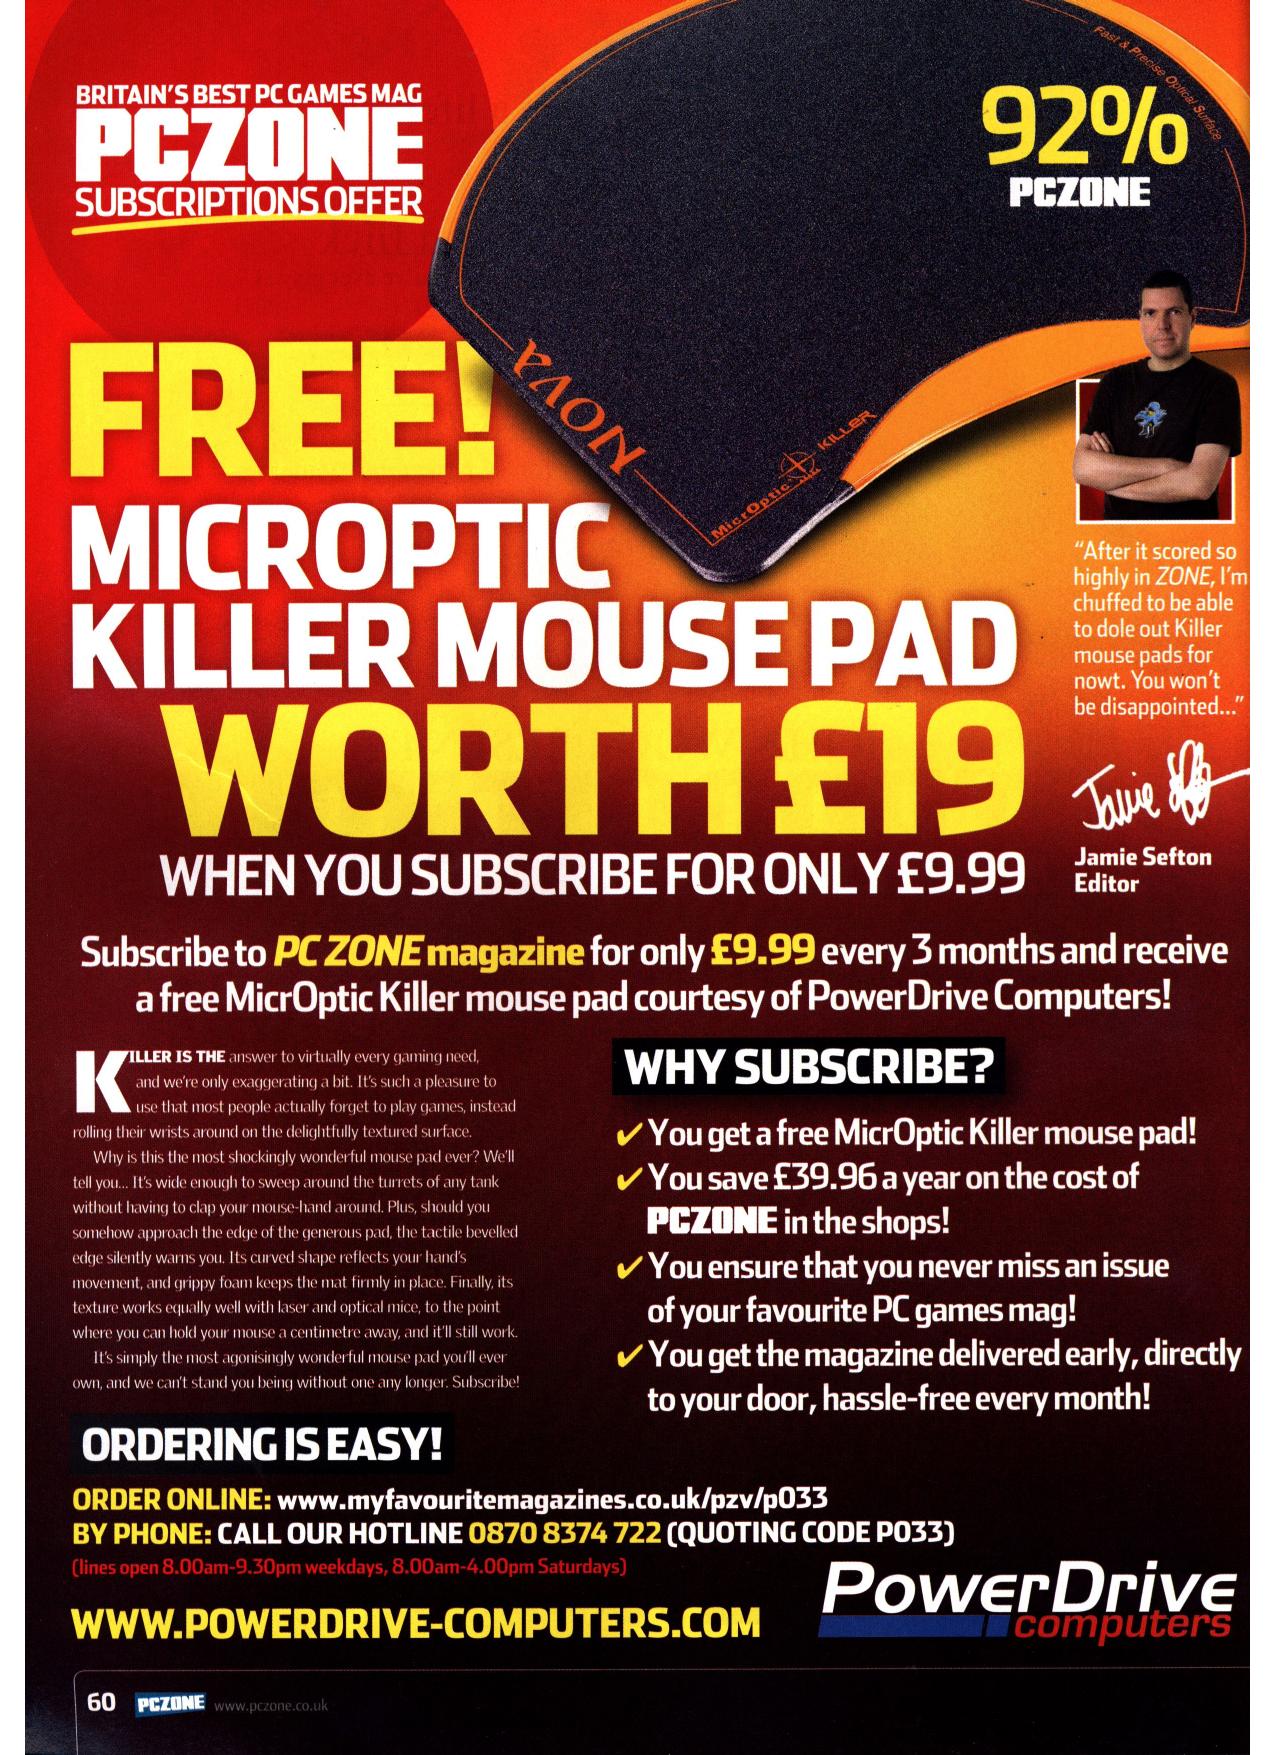 BRITAIN'S BEST PC GAMES MAG
PCZONE
SUBSCRIPTIONS OFFER
Fast & Precise Optical Surface
92%
PCZONE
NOVA
MicrOptic KILLER
FREE!
MICROPTIC
KILLER MOUSE PAD
WORTH £19
WHEN YOU SUBSCRIBE FOR ONLY £9.99
"After it scored so
highly in ZONE, I'm
chuffed to be able
to dole out Killer
mouse pads for
nowt. You won't
be disappointed..."
Jamie
Jamie Sefton
Editor
Subscribe to PC ZONE magazine for only £9.99 every 3 months and receive
a free MicrOptic Killer mouse pad courtesy of PowerDrive Computers!
KILLER IS THE answer to virtually every gaming need,
and we're only exaggerating a bit. It's such a pleasure to
use that most people actually forget to play games, instead
rolling their wrists around on the delightfully textured surface.
Why is this the most shockingly wonderful mouse pad ever? We'll
tell you... It's wide enough to sweep around the turrets of any tank
without having to clap your mouse-hand around. Plus, should you
somehow approach the edge of the generous pad, the tactile bevelled
edge silently warns you. Its curved shape reflects your hand's
movement, and grippy foam keeps the mat firmly in place. Finally, its
texture works equally well with laser and optical mice, to the point
where you can hold your mouse a centimetre away, and it'll still work.
It's simply the most agonisingly wonderful mouse pad you'll ever
own, and we can't stand you being without one any longer. Subscribe!
WHY SUBSCRIBE?
✓ You get a free MicrOptic Killer mouse pad!
✓ You save £39.96 a year on the cost of
PCZONE in the shops!
✓ You ensure that you never miss an issue
of your favourite PC games mag!
✓ You get the magazine delivered early, directly
to your door, hassle-free every month!
ORDERING IS EASY!
ORDER ONLINE: www.myfavouritemagazines.co.uk/pzv/p033
BY PHONE: CALL OUR HOTLINE 0870 8374 722 (QUOTING CODE P033)
(lines open 8.00am-9.30pm weekdays, 8.00am-4.00pm Saturdays)
WWW.POWERDRIVE-COMPUTERS.COM
PowerDrive
computers
60 PCZONE www.pczone.co.uk